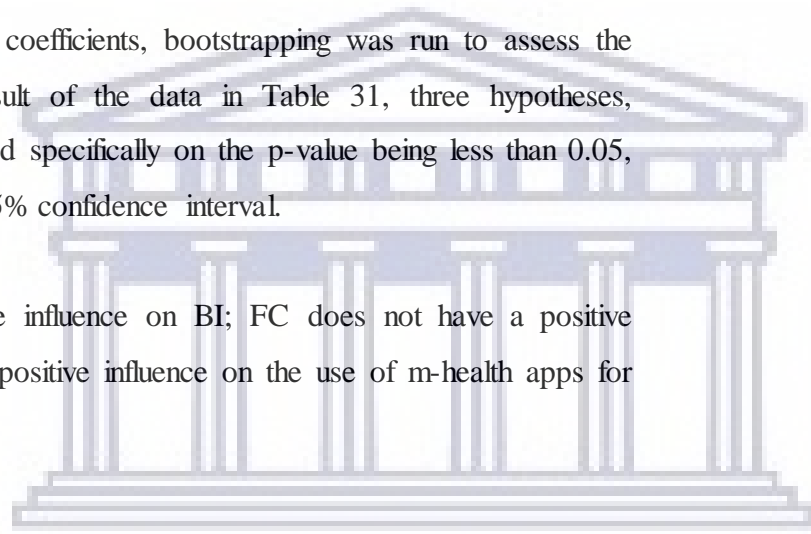 coefficients, bootstrapping was run to assess the
of the data in Table 31, three hypotheses,
specifically on the p-value being less than 0.05,
% confidence interval.
influence on BI; FC does not have a positive
positive influence on the use of m-health apps for